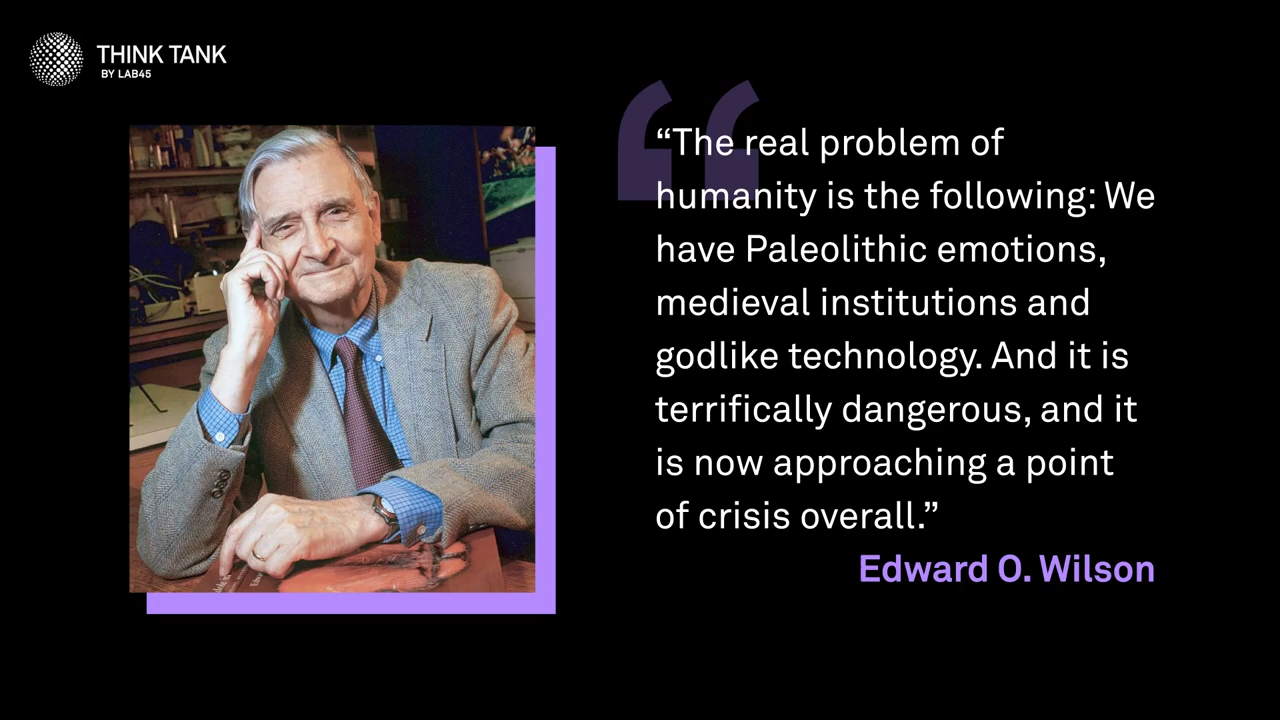 THINK TANK
BY LAB45
“The real problem of
humanity is the following: We
have Paleolithic emotions,
medieval institutions and
godlike technology. And it is
terrifically dangerous, and it
is now approaching a point
of crisis overall.”
Edward O. Wilson